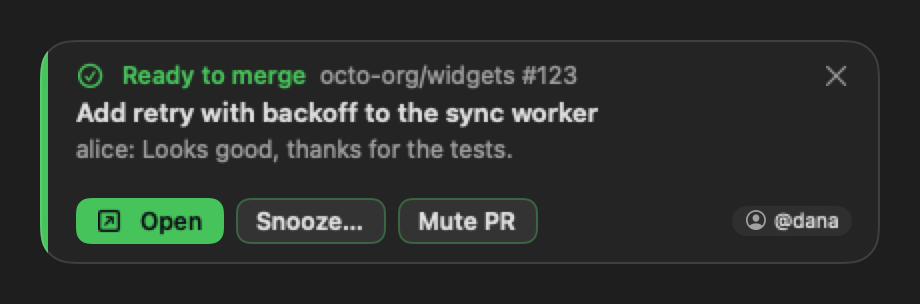 Ready to merge octo-org/widgets #123
Add retry with backoff to the sync worker
alice: Looks good, thanks for the tests.
Open Snooze... Mute PR @dana